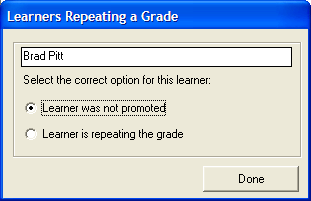 Learners Repeating a Grade
Brad Pitt
Select the correct option for this learner:
Learner was not promoted
Learner is repeating the grade
Done